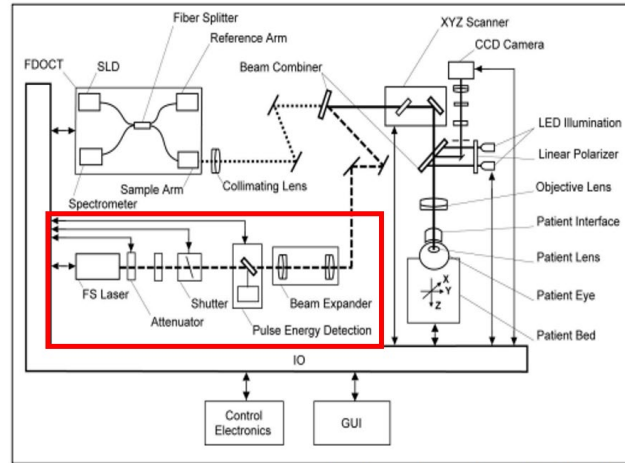 Fiber Splitter
Reference Arm
SLD
FDOCT
XYZ Scanner
CCD Camera
Beam Combiner
LED Illumination
Linear Polarizer
Sample Arm
Collimating Lens
Spectrometer
Objective Lens
Patient Interface
Patient Lens
Patient Eye
X
Y
Z
Patient Bed
FS Laser
Attenuator
Shutter
Beam Expander
Pulse Energy Detection
IO
Control
Electronics
GUI